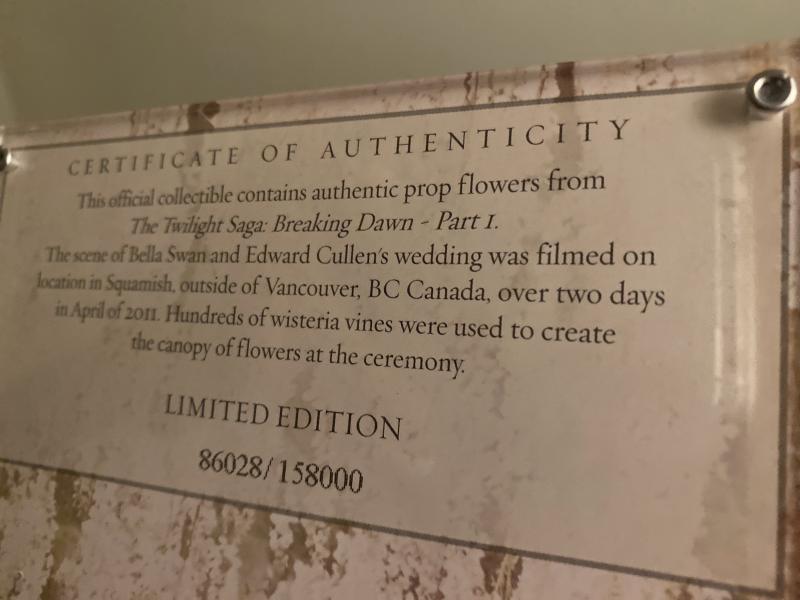 CERTIFICATE OF AUTHENTICITY
This official collectible contains authentic prop flowers from
The Twilight Saga: Breaking Dawn - Part 1.
The scene of Bella Swan and Edward Cullen's wedding was filmed on
location in Squamish, outside of Vancouver, BC Canada, over two days
in April of 2011. Hundreds of wisteria vines were used to create
the canopy of flowers at the ceremony.
LIMITED EDITION
86028/158000